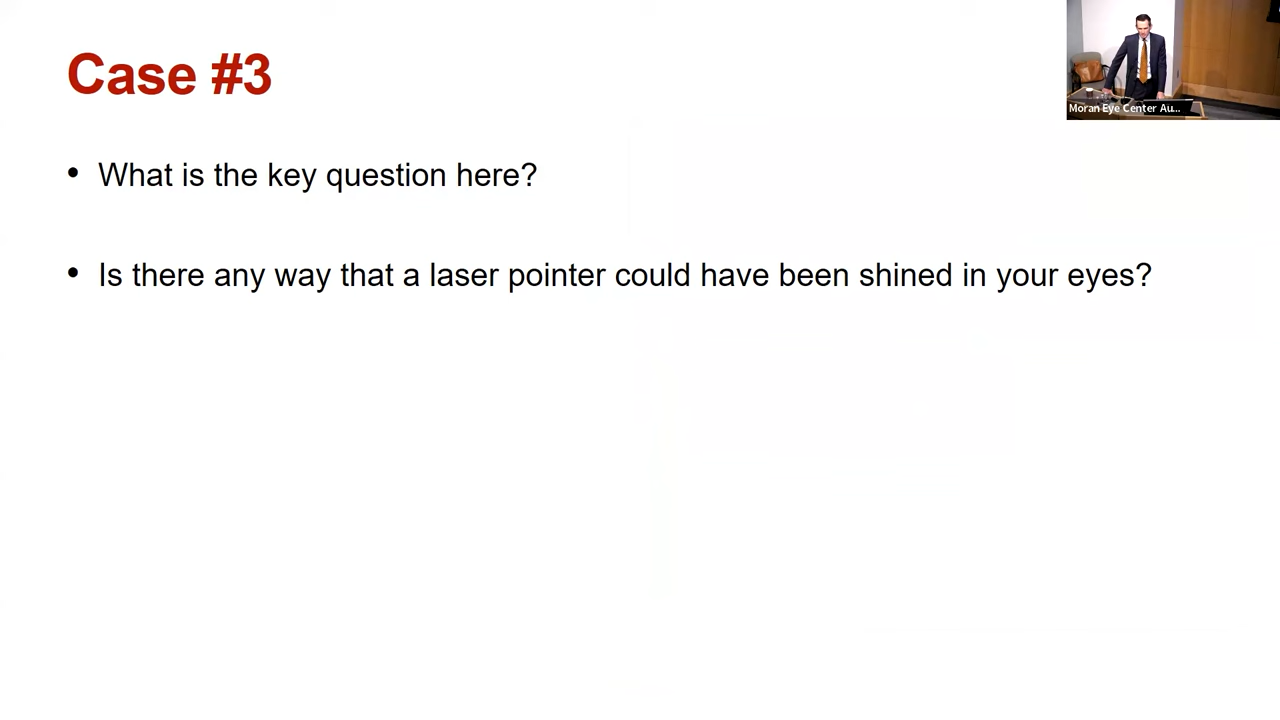 Case #3
Moran Eye Center Au...
• What is the key question here?
• Is there any way that a laser pointer could have been shined in your eyes?